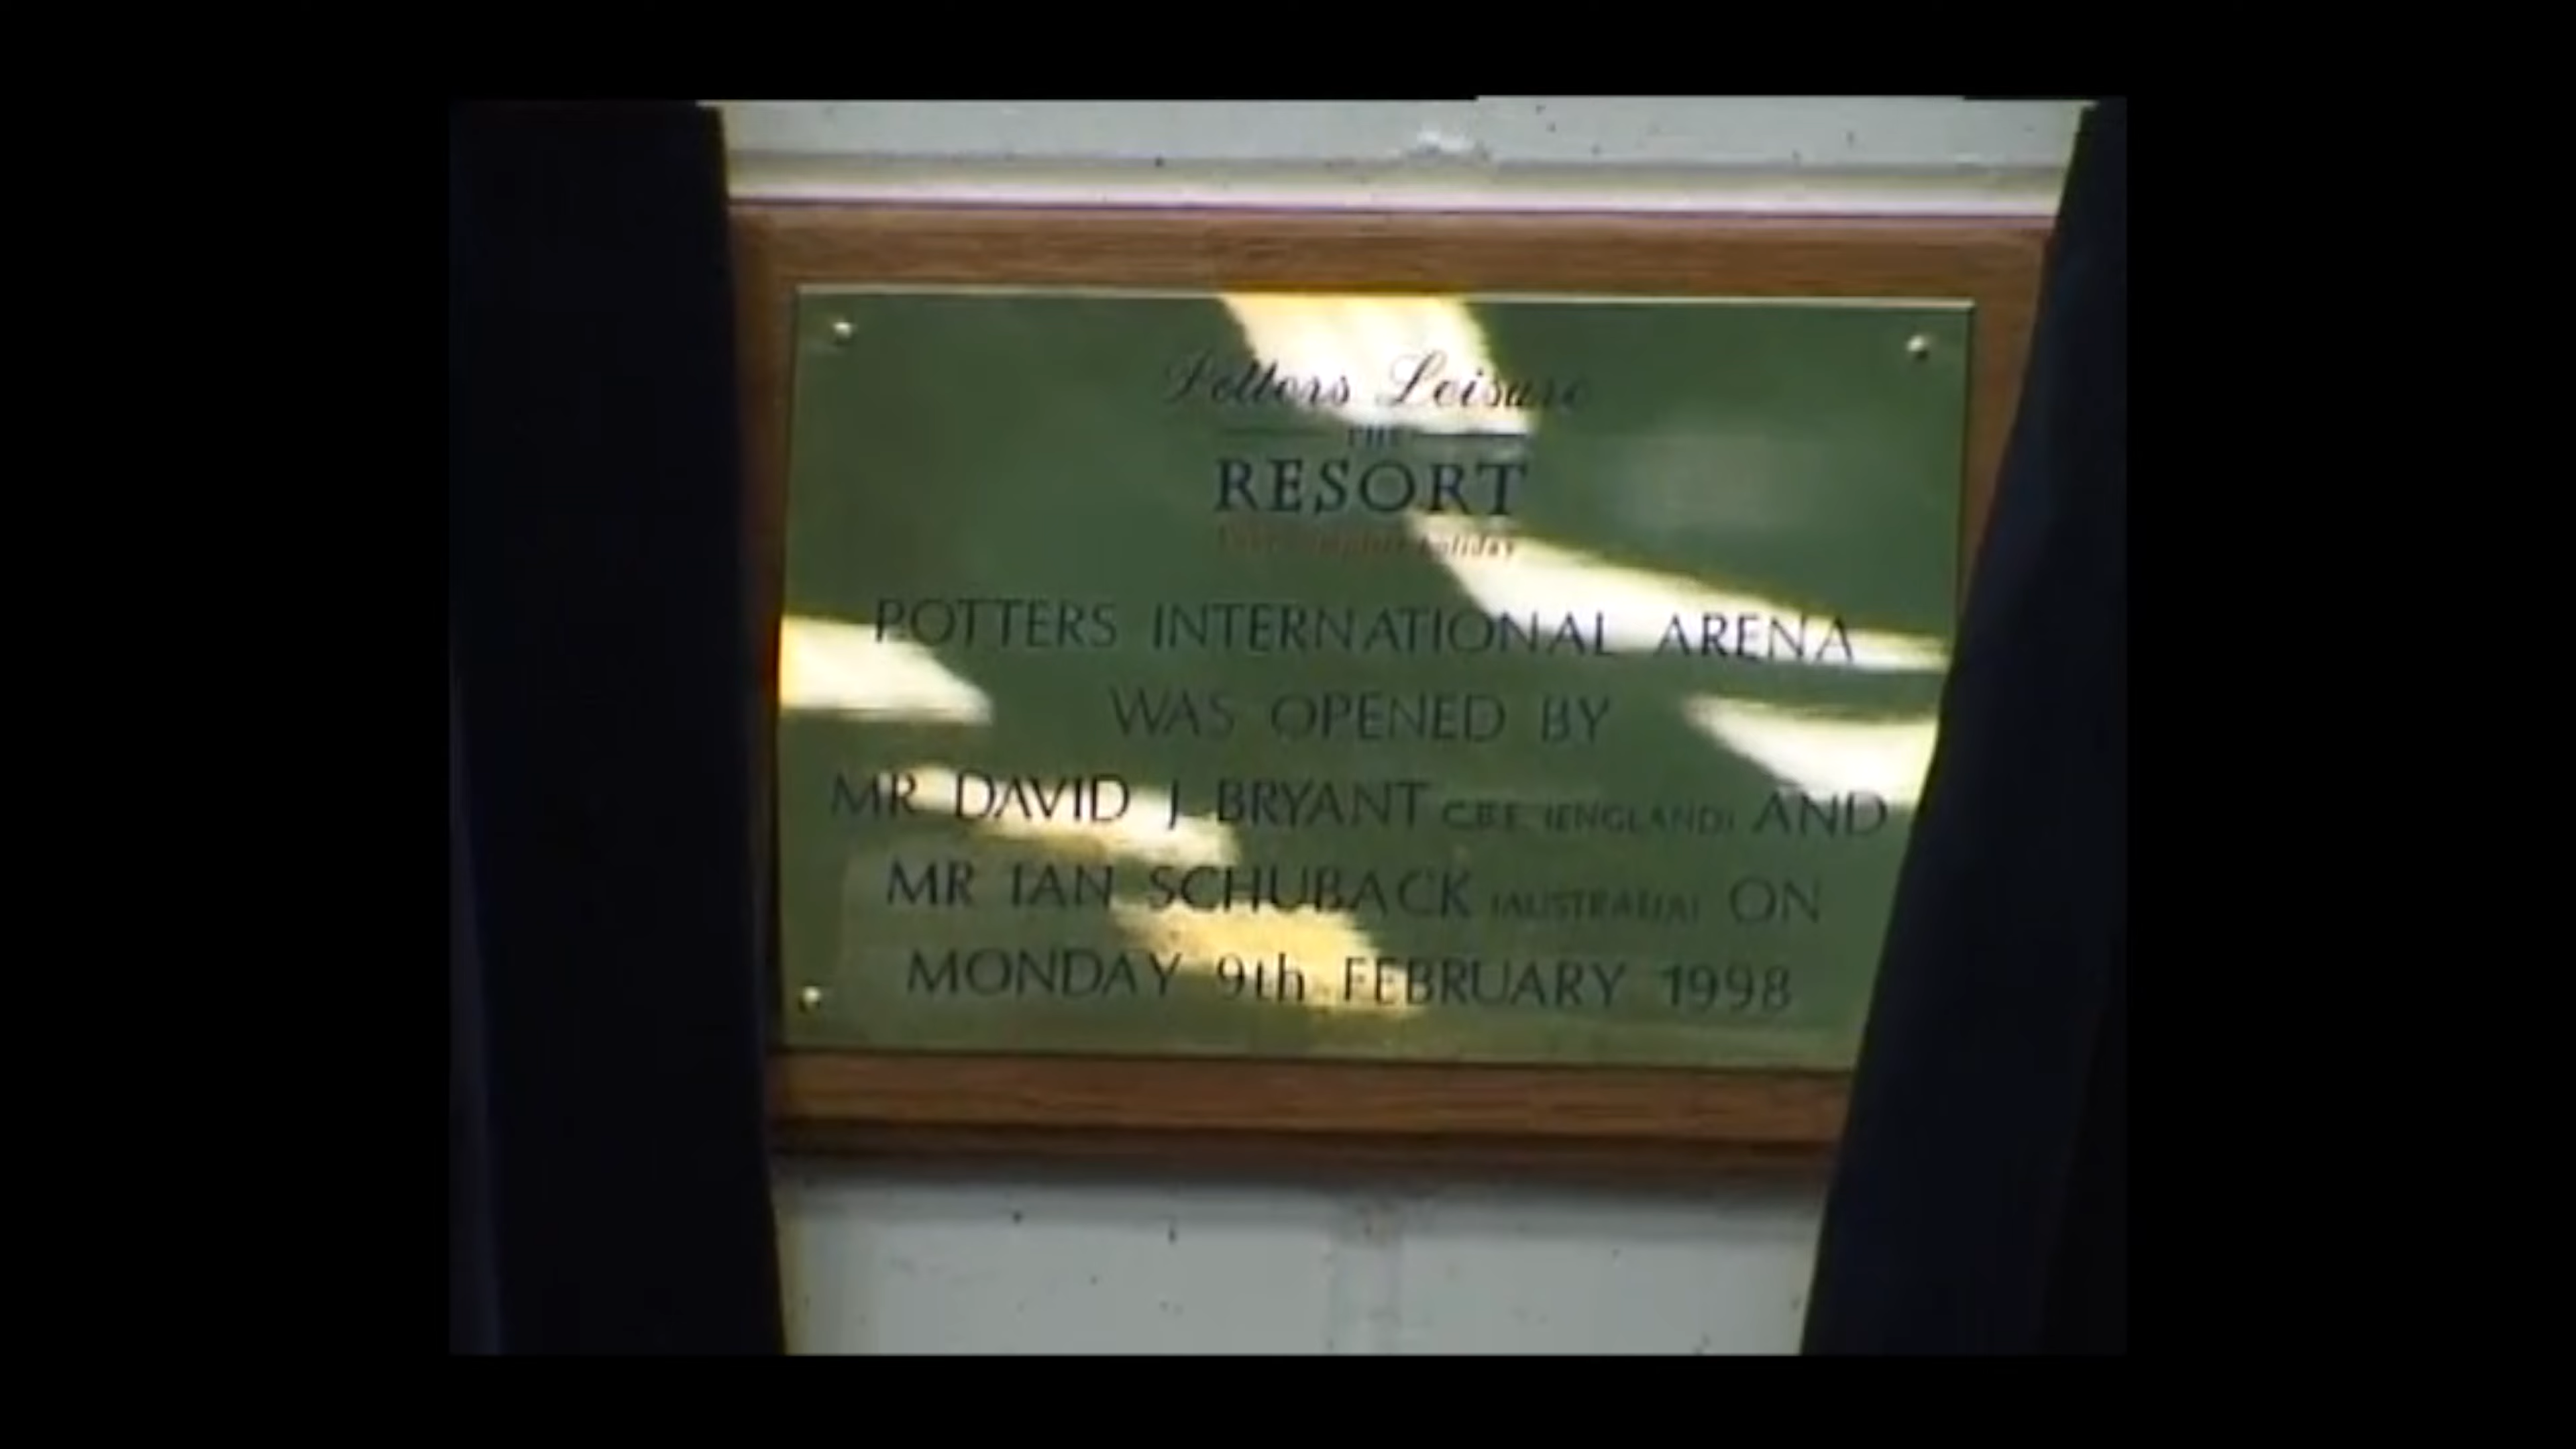 Potters Leisure
THE
RESORT
holiday
POTTERS INTERNATIONAL ARENA
WAS OPENED BY
MR DAVID J. BRYANT C.B.E. (ENGLAND) AND
MR IAN SCHUBACK (AUSTRALIA) ON
MONDAY 9th FEBRUARY 1998